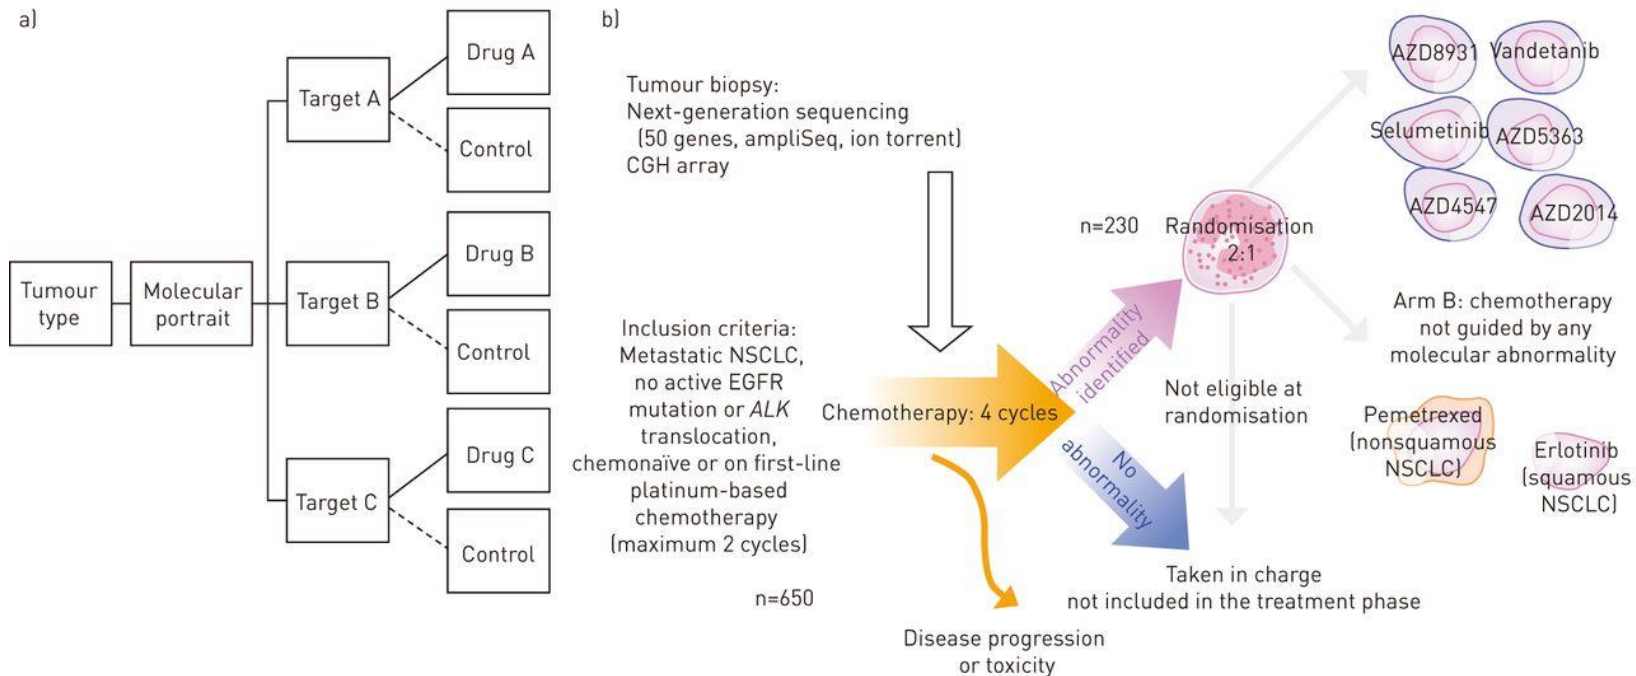 a)
Tumour
type
Molecular
portrait
Target A
Target B
Target C
Drug A
Control
Drug B
Control
Drug C
Control
b)
Tumour biopsy:
Next-generation sequencing
(50 genes, ampliSeq, ion torrent)
CGH array
Inclusion criteria:
Metastatic NSCLC,
no active EGFR
mutation or ALK
translocation,
chemonaïve or on first-line
platinum-based
chemotherapy
(maximum 2 cycles)
n=650
Chemotherapy: 4 cycles
Disease progression
or toxicity
Abnormality
identified
No
abnormality
n=230
Randomisation
2:1
Not eligible at
randomisation
Taken in charge
not included in the treatment phase
AZD8931
Vandetanib
Selumetinib
AZD5363
AZD4547
AZD2014
Arm B: chemotherapy
not guided by any
molecular abnormality
Pemetrexed
(nonsquamous
NSCLC)
Erlotinib
(squamous
NSCLC)